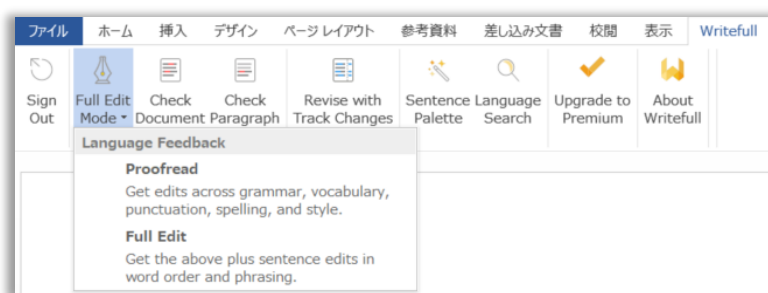 ファイル ホーム 挿入 デザイン ページ レイアウト 参考資料 差し込み文書 校閲 表示 Writefull
Sign Out
Full Edit Mode
Check Document
Check Paragraph
Revise with Track Changes
Sentence Palette
Language Search
Upgrade to Premium
About Writefull
Language Feedback
Proofread
Get edits across grammar, vocabulary,
punctuation, spelling, and style.
Full Edit
Get the above plus sentence edits in
word order and phrasing.